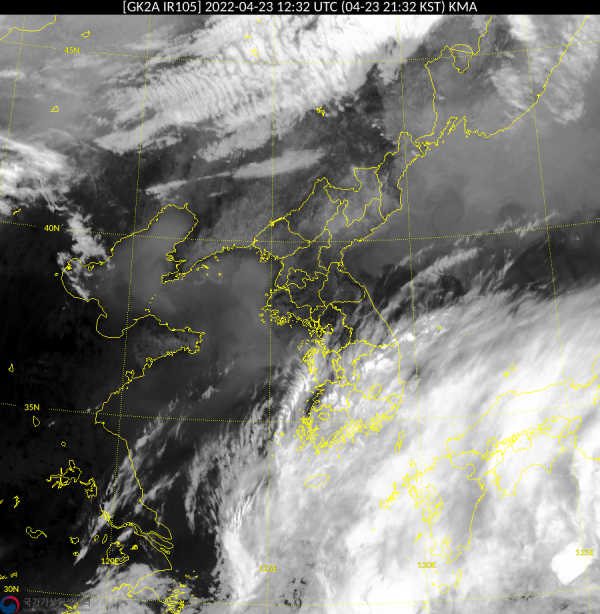 [GK2A IR105] 2022-04-23 12:32 UTC (04-23 21:32 KST) KMA
45N
40N
35N
120E
125E
130E
135E
30N